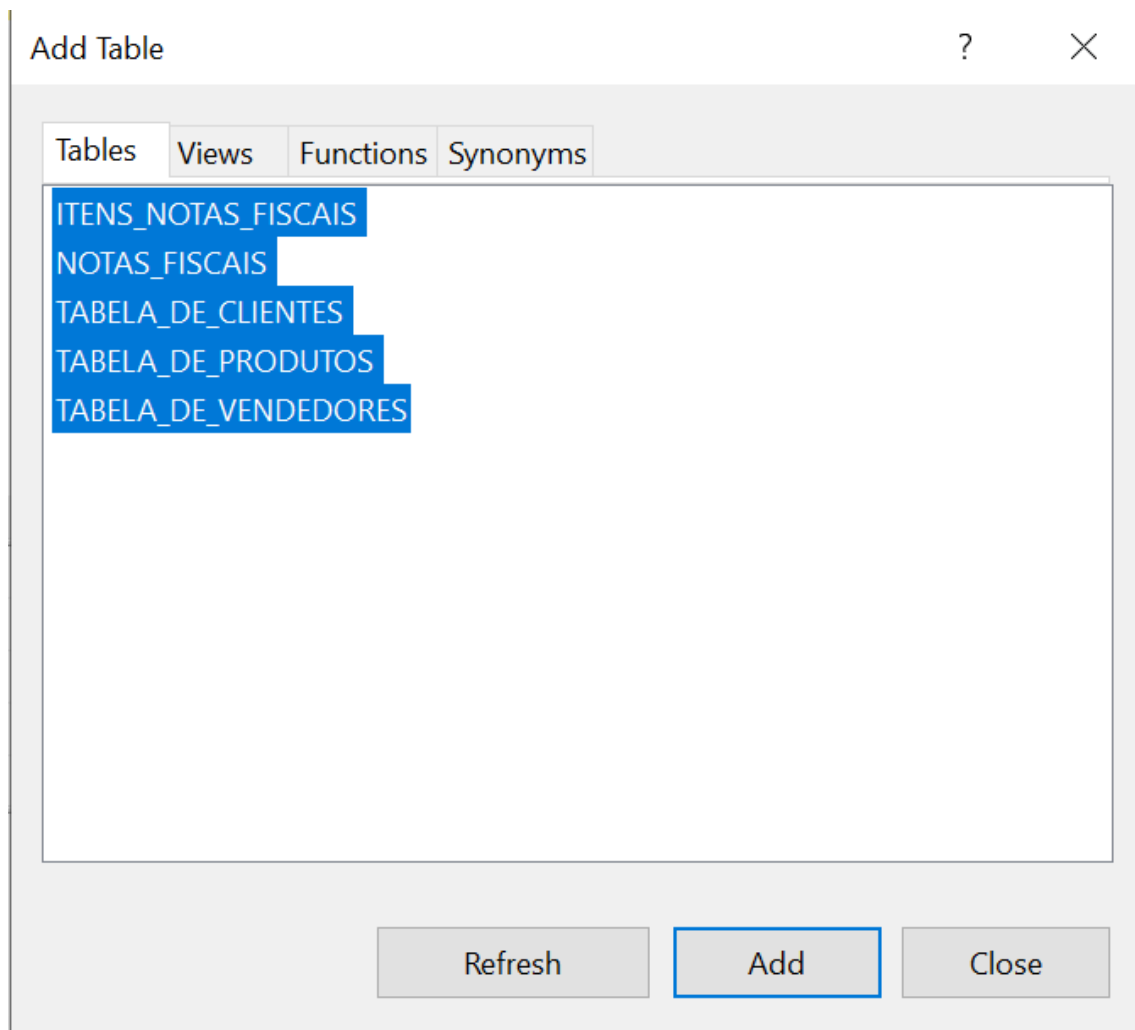 Add Table ?
Tables Views Functions Synonyms
ITENS_NOTAS_FISCAIS
NOTAS_FISCAIS
TABELA_DE_CLIENTES
TABELA_DE_PRODUTOS
TABELA_DE_VENDEDORES
Refresh Add Close